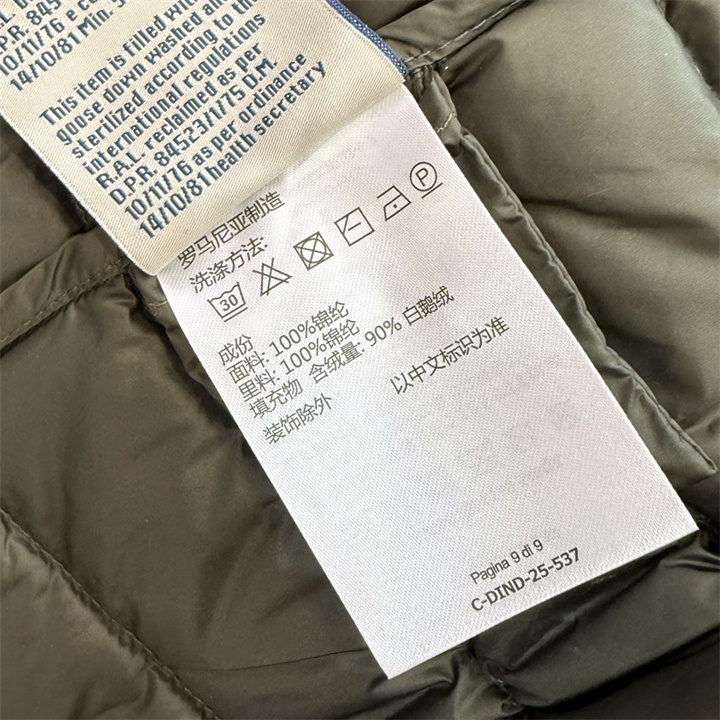 D.P.R. 845
10/11/76 e c
14/10/81 Min. S
This item is filled
goose down washed and
sterilized according to the
international regulations
R.A.L. reclaimed as per
D.P.R. 84523/1/75 D.M.
10/11/76 as per ordinance
14/10/81 health secretary
罗马尼亚制造
洗涤方法:
30 P
成份
面料: 100%锦纶
里料: 100%锦纶
填充物 含绒量: 90% 白鹅绒
装饰除外 以中文标识为准
Pagina 9 di 9
C-DIND-25-537